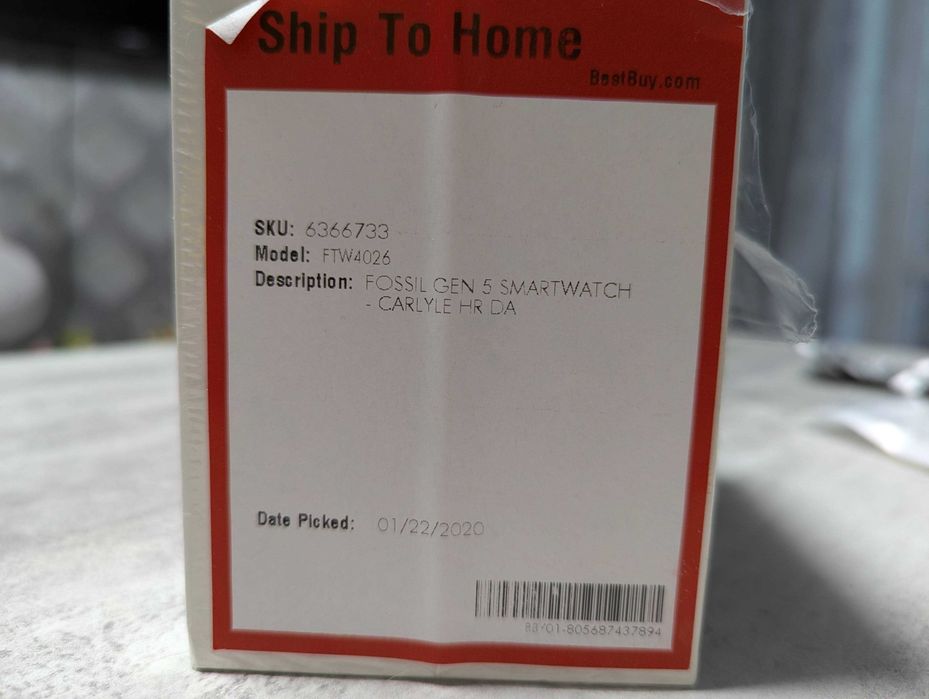 Ship To Home
BestBuy.com
SKU: 6366733
Model: FTW4026
Description: FOSSIL GEN 5 SMARTWATCH
- CARLYLE HR DA
Date Picked: 01/22/2020
BBY01-805687437894